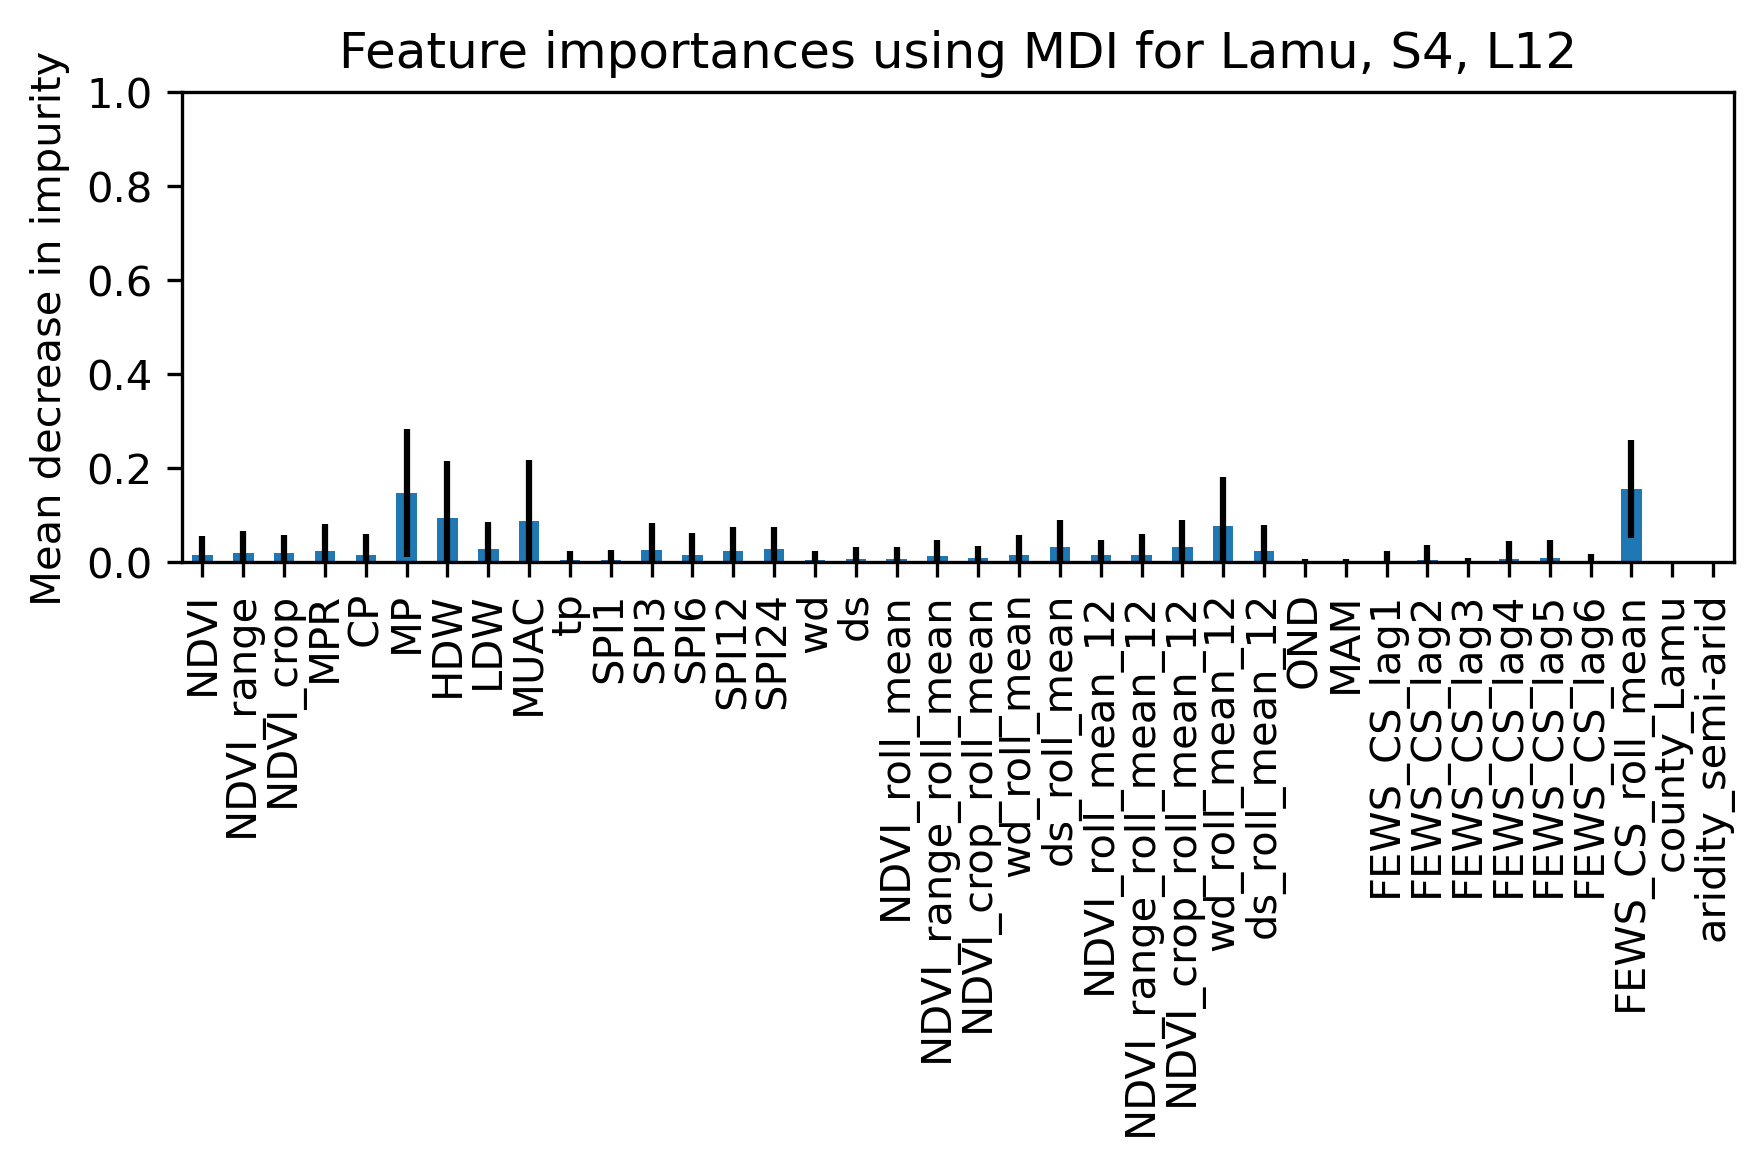 Feature importances using MDI for Lamu, S4, L12
Mean decrease in impurity
1.0
0.8
0.6
0.4
0.2
0.0
NDVI
NDVI_range
NDVI_crop
MPR
CP
MP
HDW
LDW
MUAC
tp
SPI1
SPI3
SPI6
SPI12
SPI24
wd
ds
NDVI_roll_mean
NDVI_range_roll_mean
NDVI_crop_roll_mean
wd_roll_mean
ds_roll_mean
NDVI_roll_mean_12
NDVI_range_roll_mean_12
NDVI_crop_roll_mean_12
wd_roll_mean_12
ds_roll_mean_12
OND
MAM
FEWS_CS_lag1
FEWS_CS_lag2
FEWS_CS_lag3
FEWS_CS_lag4
FEWS_CS_lag5
FEWS_CS_lag6
FEWS_CS_roll_mean
county_Lamu
aridity_semi-arid